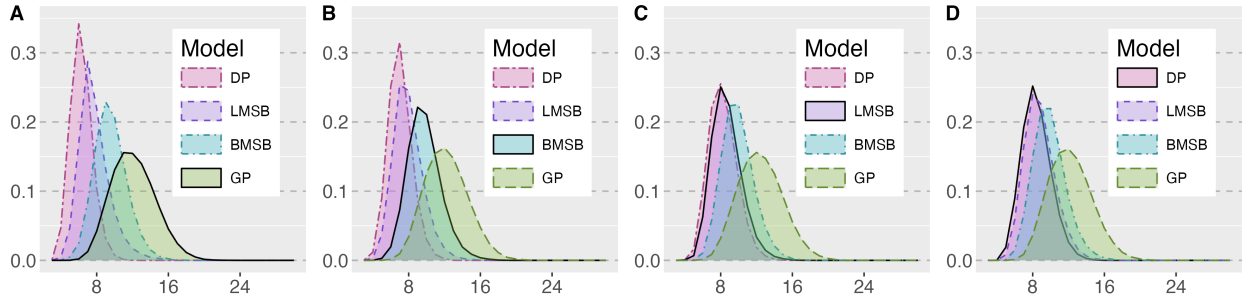 A
Model
DP
LMSB
BMSB
GP
0.3
0.2
0.1
0.0
8 16 24
B
Model
DP
LMSB
BMSB
GP
0.3
0.2
0.1
0.0
8 16 24
C
Model
DP
LMSB
BMSB
GP
0.3
0.2
0.1
0.0
8 16 24
D
Model
DP
LMSB
BMSB
GP
0.3
0.2
0.1
0.0
8 16 24